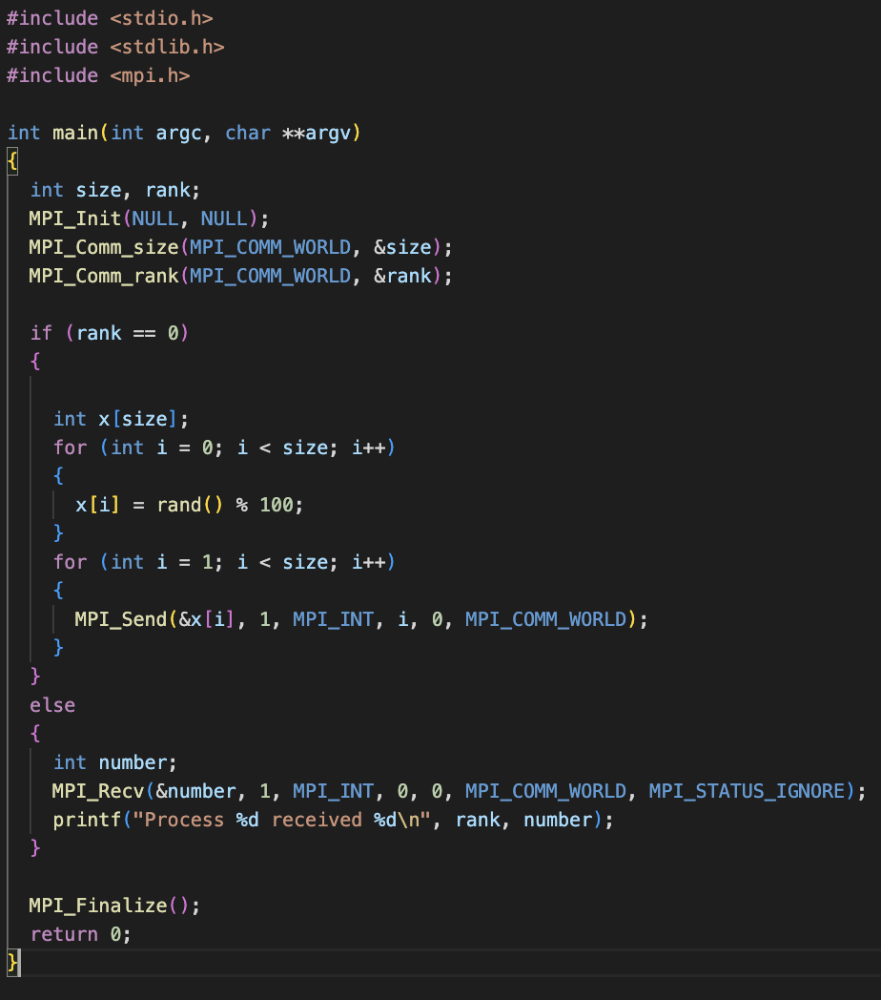 #include <stdio.h>
#include <stdlib.h>
#include <mpi.h>

int main(int argc, char **argv)
{
  int size, rank;
  MPI_Init(NULL, NULL);
  MPI_Comm_size(MPI_COMM_WORLD, &size);
  MPI_Comm_rank(MPI_COMM_WORLD, &rank);

  if (rank == 0)
  {

    int x[size];
    for (int i = 0; i < size; i++)
    {
      x[i] = rand() % 100;
    }
    for (int i = 1; i < size; i++)
    {
      MPI_Send(&x[i], 1, MPI_INT, i, 0, MPI_COMM_WORLD);
    }
  }
  else
  {
    int number;
    MPI_Recv(&number, 1, MPI_INT, 0, 0, MPI_COMM_WORLD, MPI_STATUS_IGNORE);
    printf("Process %d received %d\n", rank, number);
  }

  MPI_Finalize();
  return 0;
}